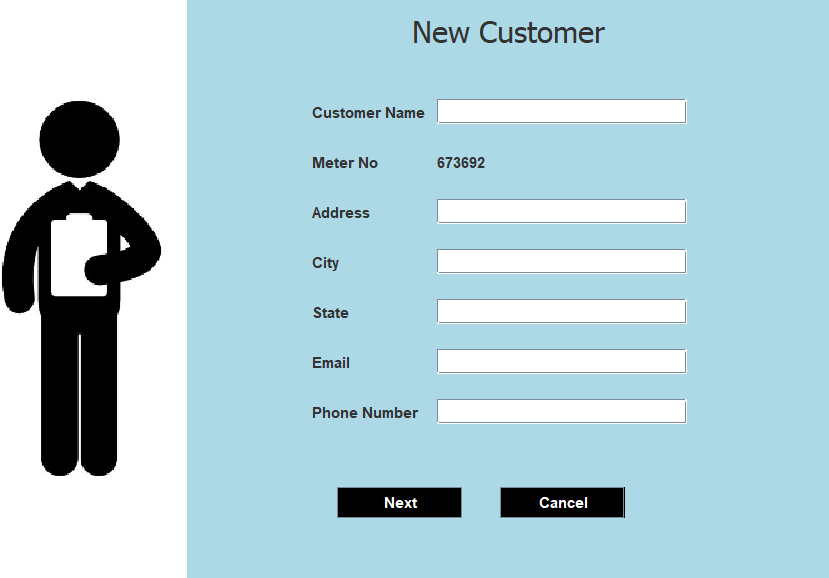 New Customer
Customer Name
Meter No 673692
Address
City
State
Email
Phone Number
Next Cancel